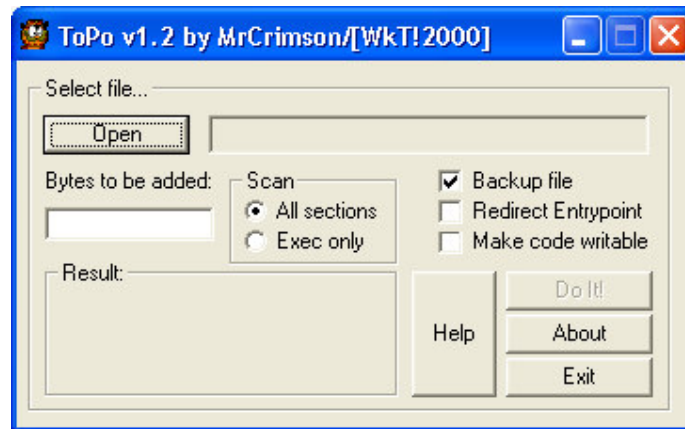 ToPo v1.2 by MrCrimson/[WkT!2000]
Select file...
Open
Bytes to be added:
Scan
All sections
Exec only
Backup file
Redirect Entrypoint
Make code writable
Result:
Help
Do It!
About
Exit